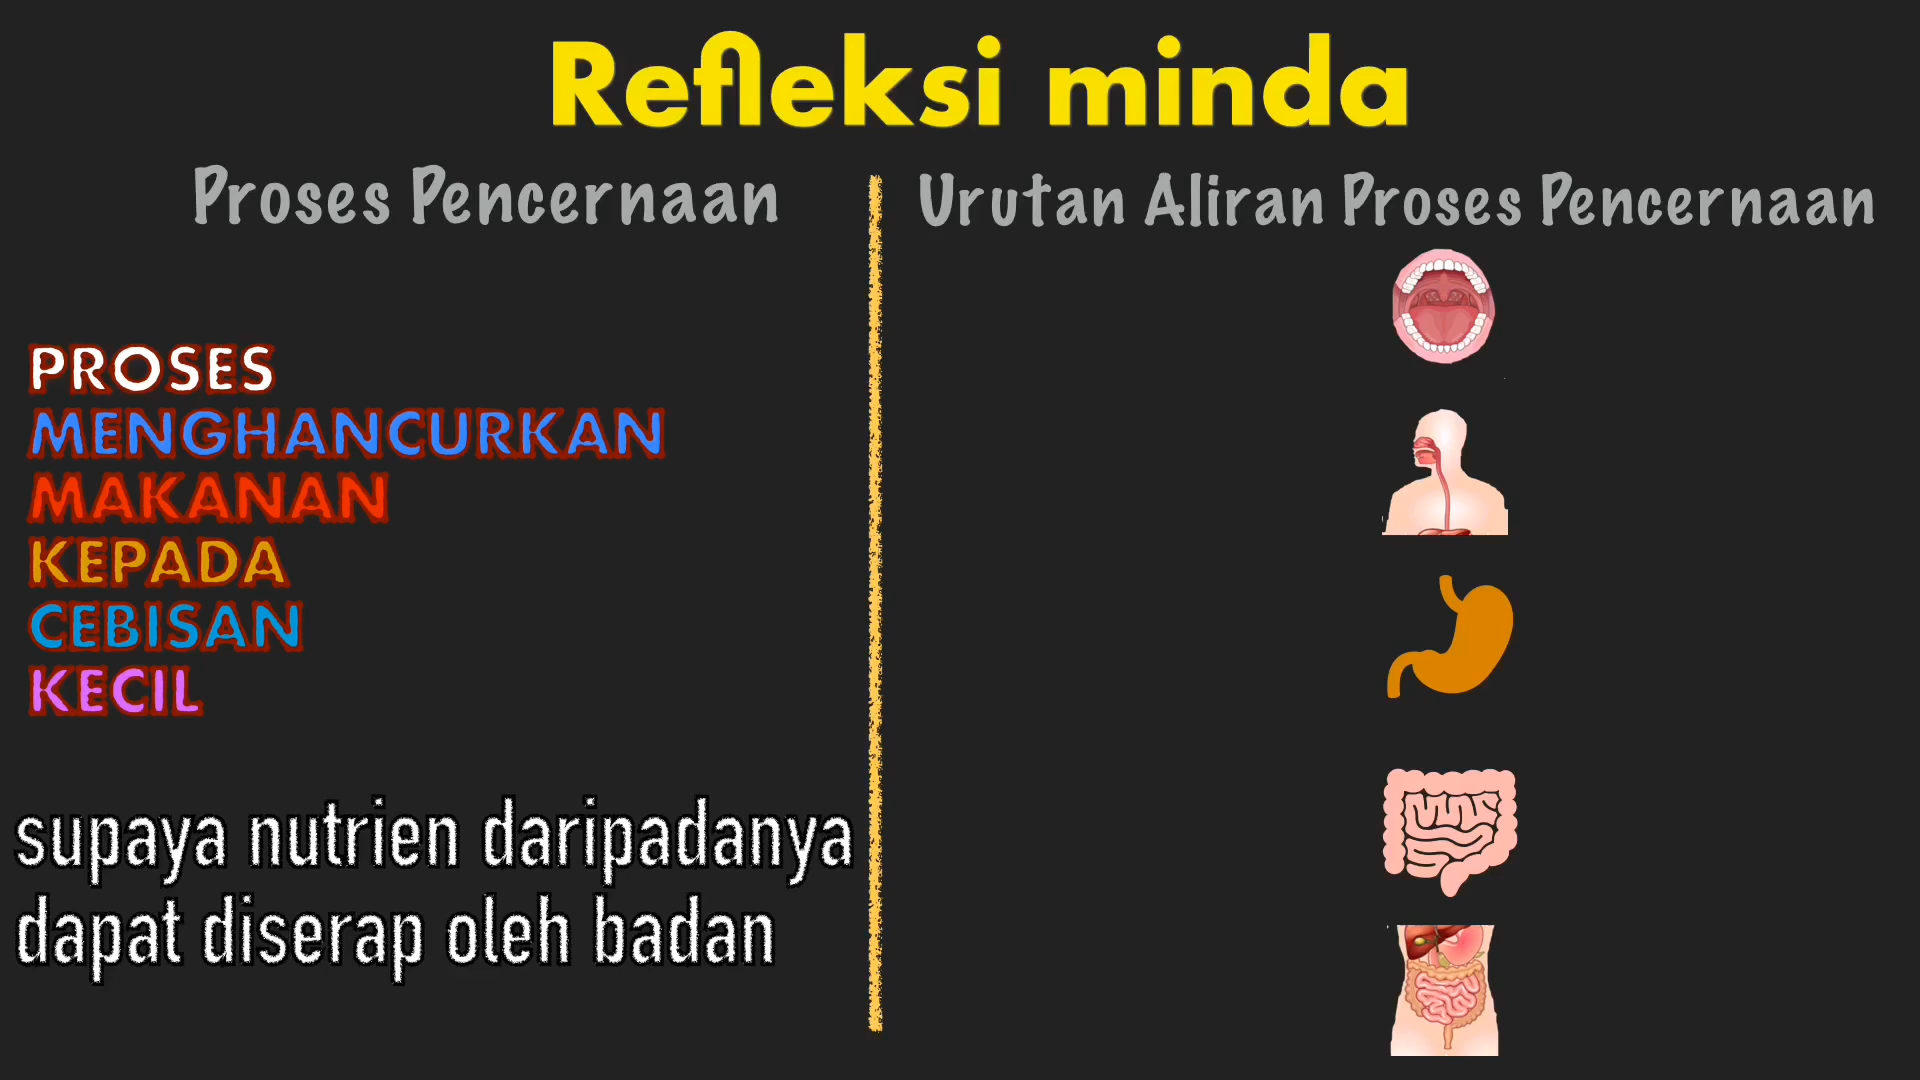 Refleksi minda
Proses Pencernaan
Urutan Aliran Proses Pencernaan
PROSES
MENGHANCURKAN
MAKANAN
KEPADA
CEBISAN
KECIL
supaya nutrien daripadanya
dapat diserap oleh badan